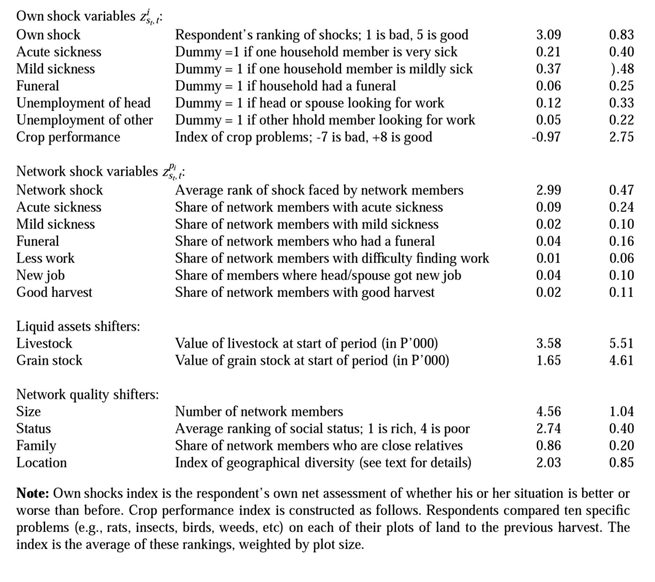 Own shock variables z^i_{s_t, t}:
Own shock Respondent's ranking of shocks; 1 is bad, 5 is good 3.09 0.83
Acute sickness Dummy =1 if one household member is very sick 0.21 0.40
Mild sickness Dummy = 1 if one household member is mildly sick 0.37 ).48
Funeral Dummy = 1 if household had a funeral 0.06 0.25
Unemployment of head Dummy = 1 if head or spouse looking for work 0.12 0.33
Unemployment of other Dummy = 1 if other hhold member looking for work 0.05 0.22
Crop performance Index of crop problems; -7 is bad, +8 is good -0.97 2.75
Network shock variables z^{p_i}_{s_t, t}:
Network shock Average rank of shock faced by network members 2.99 0.47
Acute sickness Share of network members with acute sickness 0.09 0.24
Mild sickness Share of network members with mild sickness 0.02 0.10
Funeral Share of network members who had a funeral 0.04 0.16
Less work Share of network members with difficulty finding work 0.01 0.06
New job Share of members where head/spouse got new job 0.04 0.10
Good harvest Share of network members with good harvest 0.02 0.11
Liquid assets shifters:
Livestock Value of livestock at start of period (in P'000) 3.58 5.51
Grain stock Value of grain stock at start of period (in P'000) 1.65 4.61
Network quality shifters:
Size Number of network members 4.56 1.04
Status Average ranking of social status; 1 is rich, 4 is poor 2.74 0.40
Family Share of network members who are close relatives 0.86 0.20
Location Index of geographical diversity (see text for details) 2.03 0.85
Note: Own shocks index is the respondent's own net assessment of whether his or her situation is better or
worse than before. Crop performance index is constructed as follows. Respondents compared ten specific
problems (e.g., rats, insects, birds, weeds, etc) on each of their plots of land to the previous harvest. The
index is the average of these rankings, weighted by plot size.